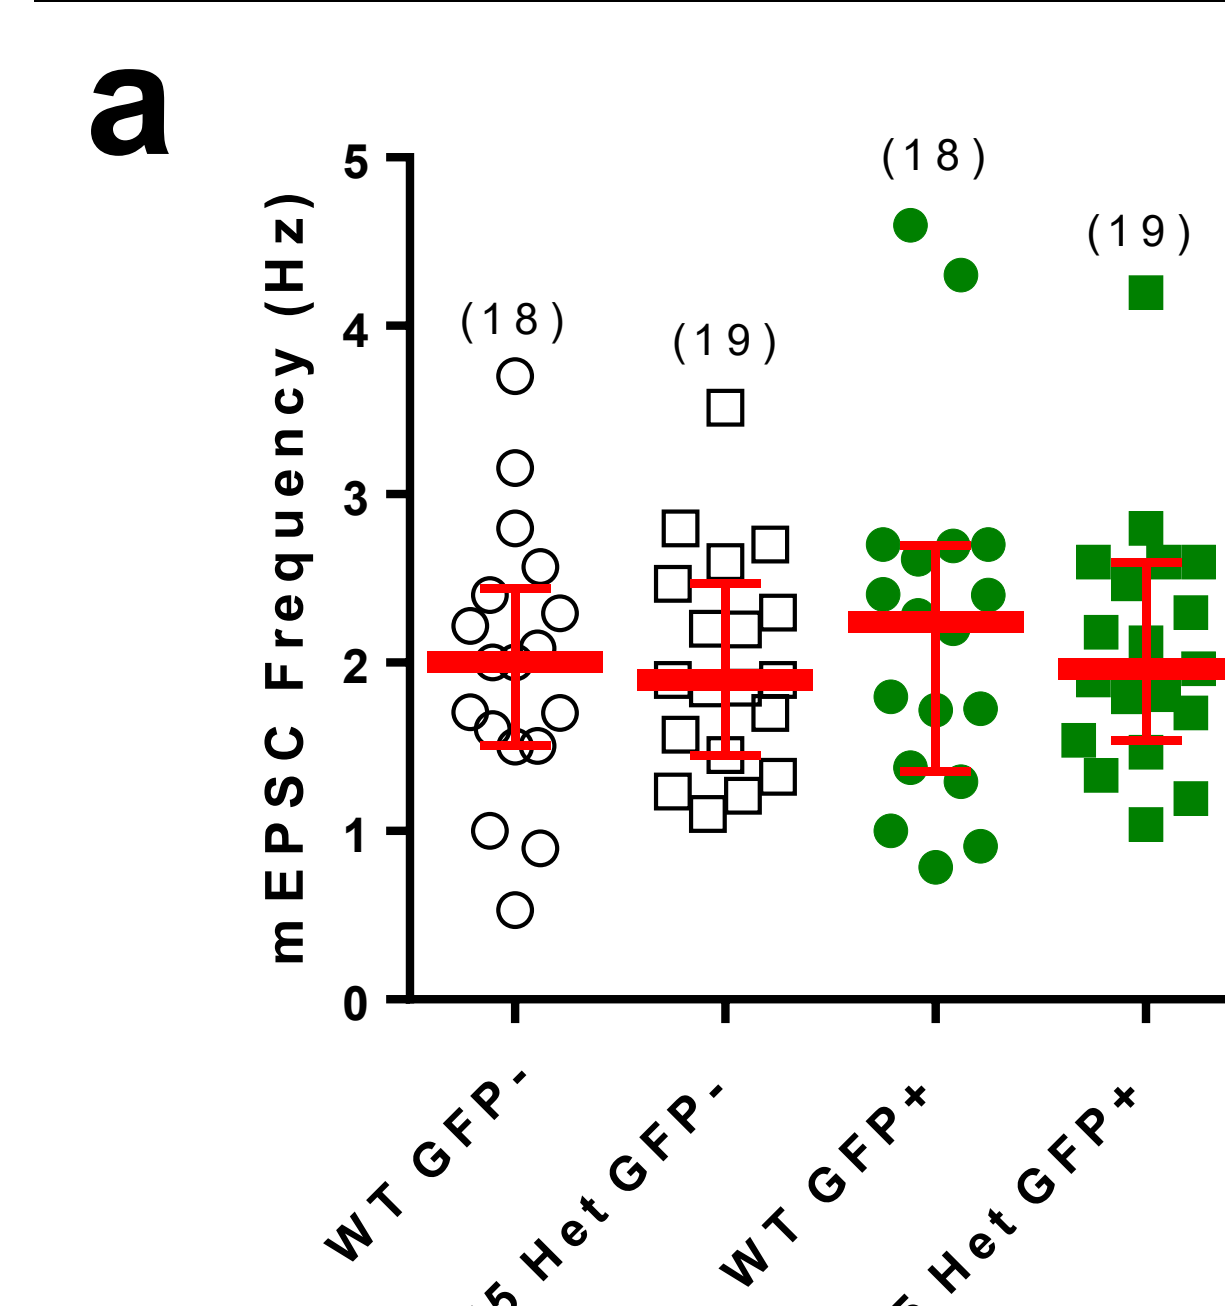 a
mEPSC Frequency (Hz)
5
4
3
2
1
0
(18)
(19)
(18)
(19)
WT GFP-
5 Het GFP-
WT GFP+
Het GFP+